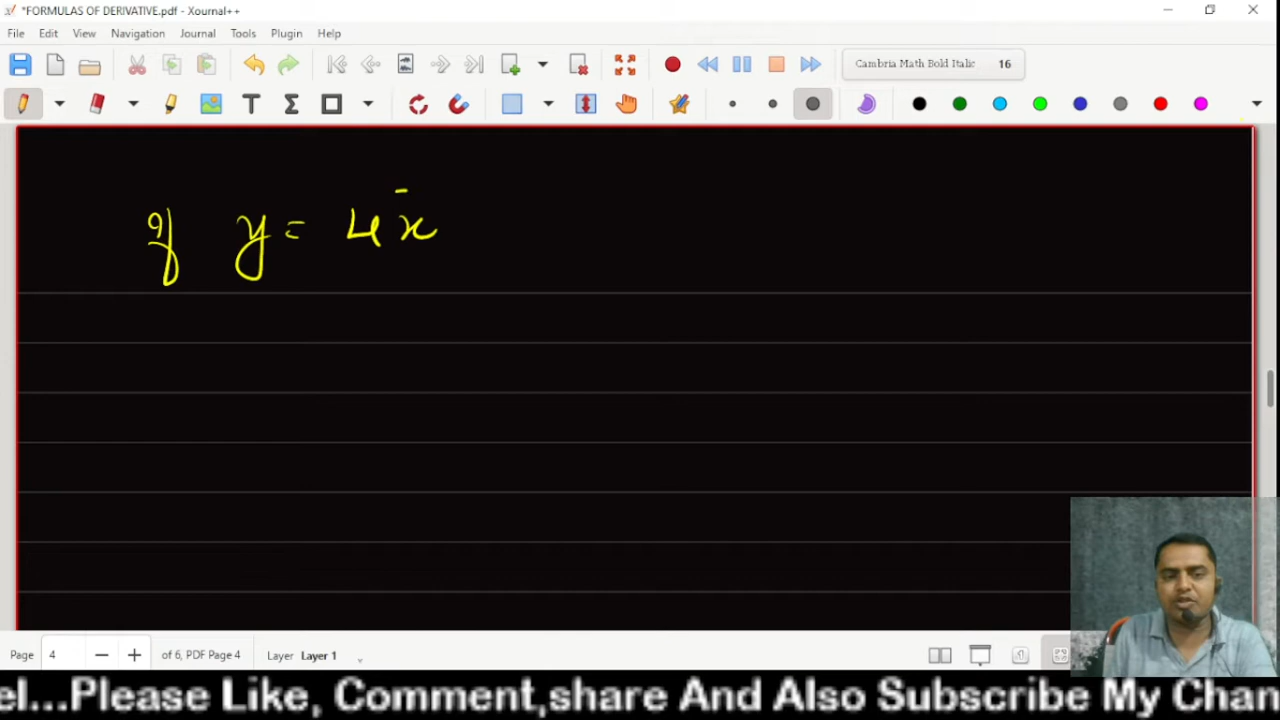 *FORMULAS OF DERIVATIVE.pdf - Xournal++
File Edit View Navigation Journal Tools Plugin Help
Cambria Math Bold Italic 16
If y = 4x¯
Page 4 of 6, PDF Page 4 Layer Layer 1
el...Please Like, Comment,share And Also Subscribe My Chan